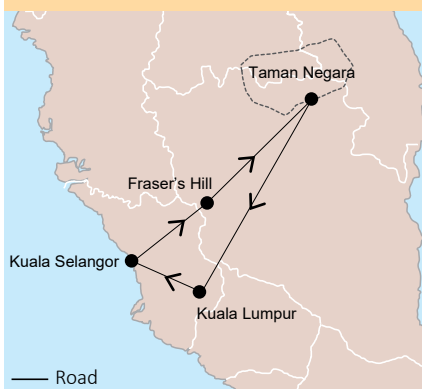 Taman Negara
Fraser's Hill
Kuala Selangor
Kuala Lumpur
Road